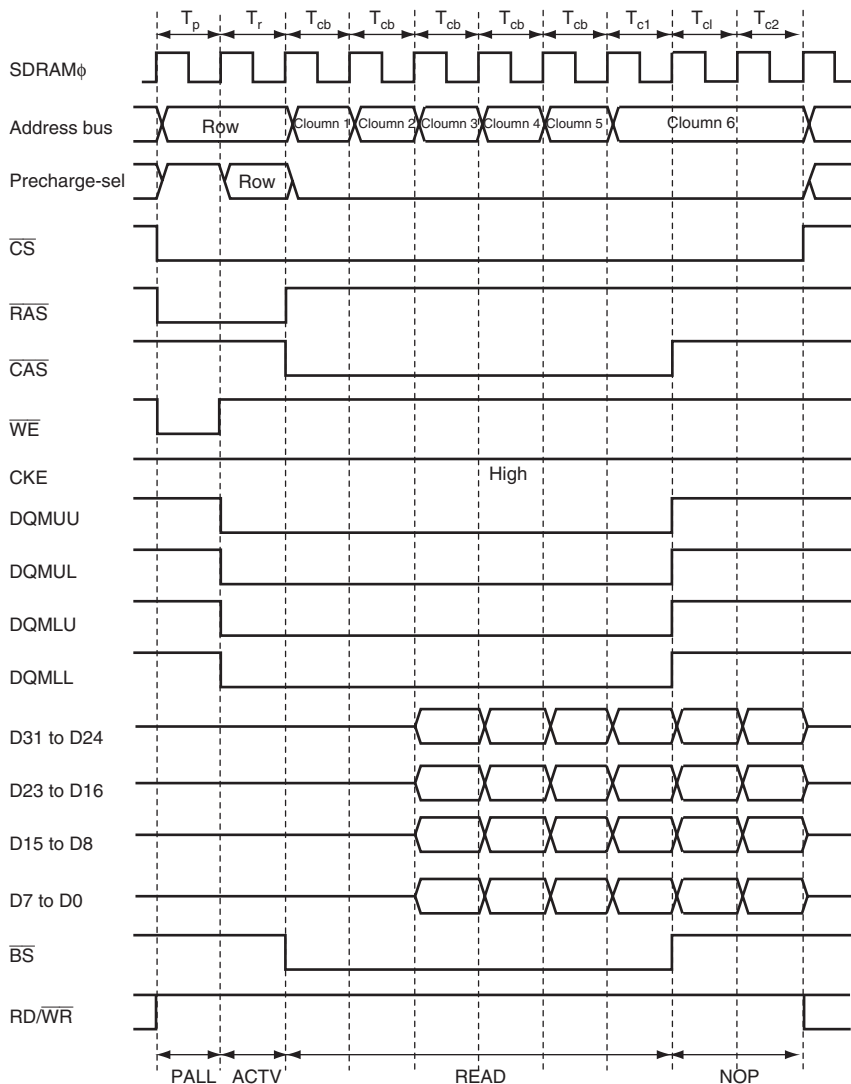 Tp Tr Tcb Tcb Tcb Tcb Tcb Tc1 Tcl Tc2
SDRAMϕ
Address bus Row Cloumn 1 Cloumn 2 Cloumn 3 Cloumn 4 Cloumn 5 Cloumn 6
Precharge-sel Row
CS
RAS
CAS
WE
CKE High
DQMUU
DQMUL
DQMLU
DQMLL
D31 to D24
D23 to D16
D15 to D8
D7 to D0
BS
RD/WR
PALL ACTV READ NOP